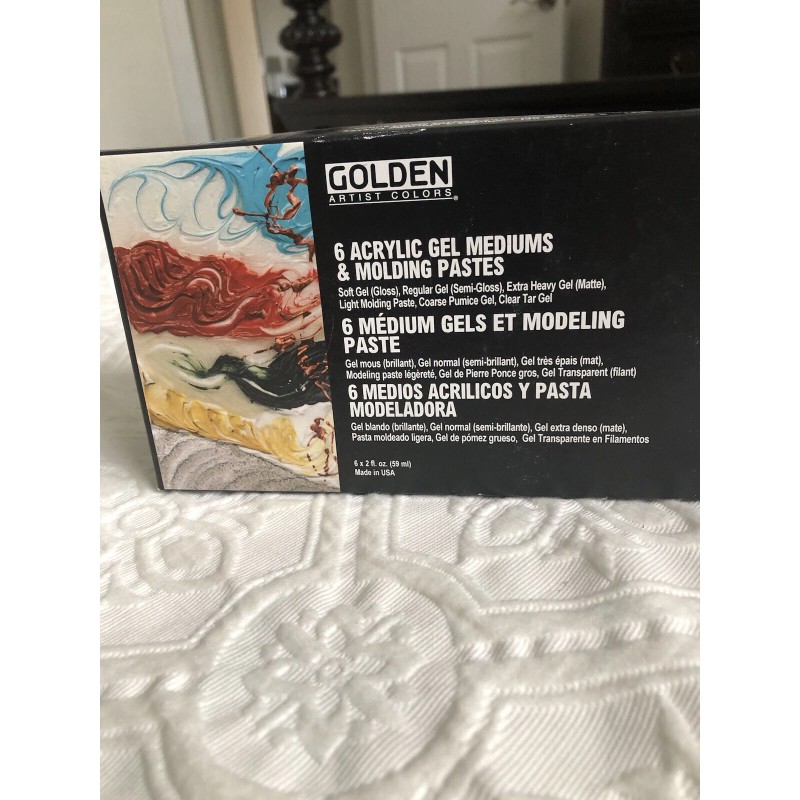 GOLDEN
ARTIST COLORS®
6 ACRYLIC GEL MEDIUMS
& MOLDING PASTES
Soft Gel (Gloss), Regular Gel (Semi-Gloss), Extra Heavy Gel (Matte),
Light Molding Paste, Coarse Pumice Gel, Clear Tar Gel
6 MÉDIUM GELS ET MODELING
PASTE
Gel mous (brillant), Gel normal (semi-brillant), Gel très épais (mat),
Modeling paste légèreté, Gel de Pierre Ponce gros, Gel Transparent (filant)
6 MEDIOS ACRILICOS Y PASTA
MODELADORA
Gel blando (brillante), Gel normal (semi-brillante), Gel extra denso (mate),
Pasta moldeado ligera, Gel de pómez grueso, Gel Transparente en Filamentos
6 x 2 fl. oz. (59 ml)
Made in USA